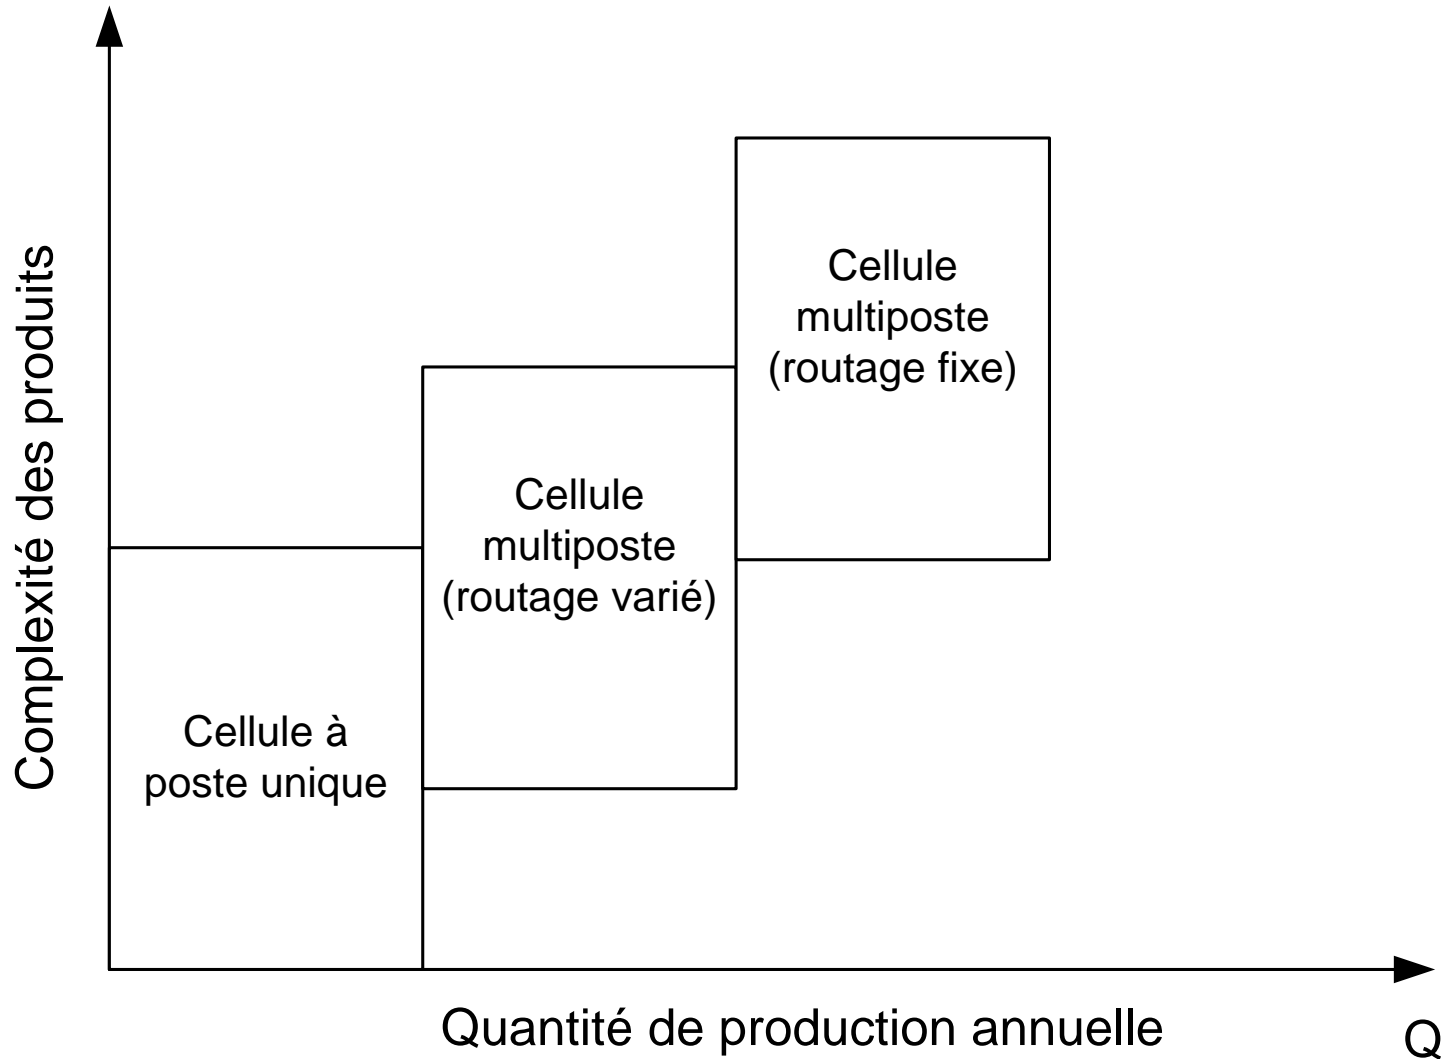 Complexité des produits
Cellule
multiposte
(routage fixe)
Cellule
multiposte
(routage varié)
Cellule à
poste unique
Quantité de production annuelle
Q